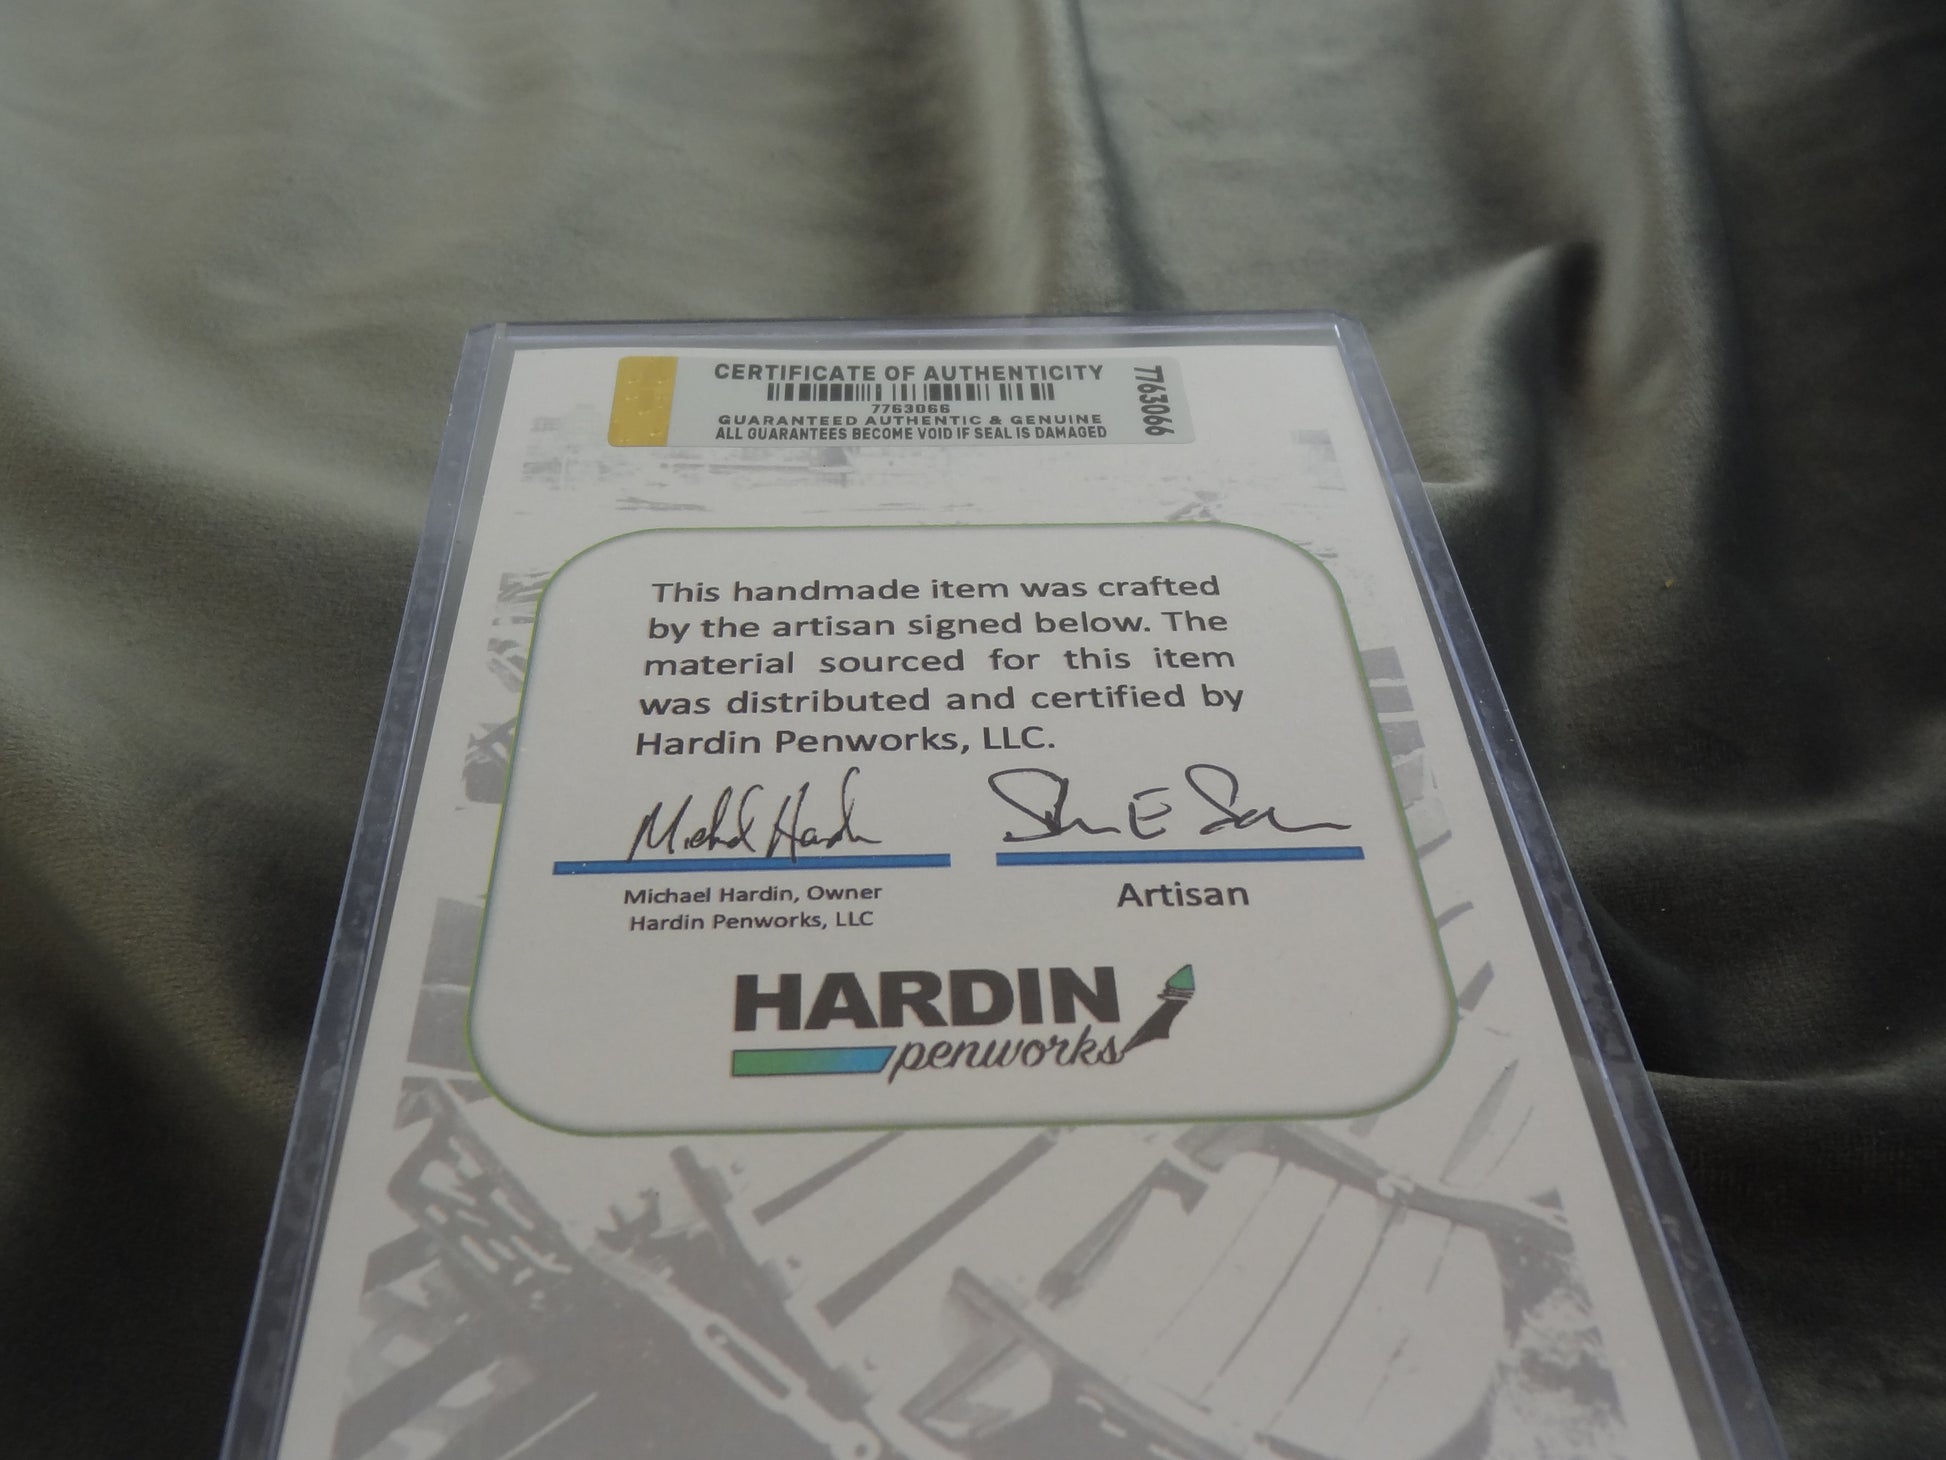 CERTIFICATE OF AUTHENTICITY
7763066
7763066
GUARANTEED AUTHENTIC & GENUINE
ALL GUARANTEES BECOME VOID IF SEAL IS DAMAGED
This handmade item was crafted
by the artisan signed below. The
material sourced for this item
was distributed and certified by
Hardin Penworks, LLC.
Michael Hardin
Michael Hardin, Owner
Hardin Penworks, LLC
Artisan
HARDIN
penworks